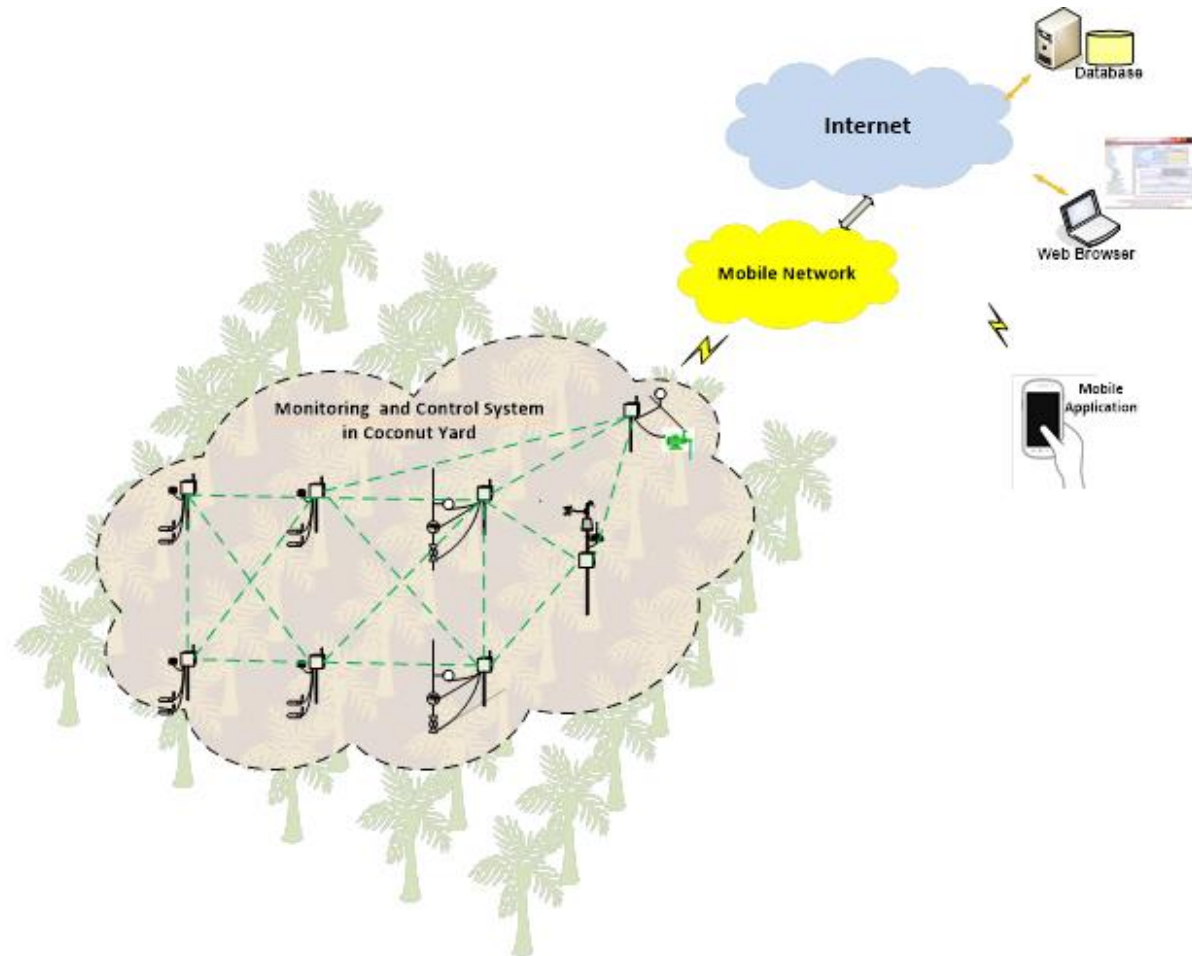 Database
Internet
Web Browser
Mobile Network
Mobile
Application
Monitoring and Control System
in Coconut Yard